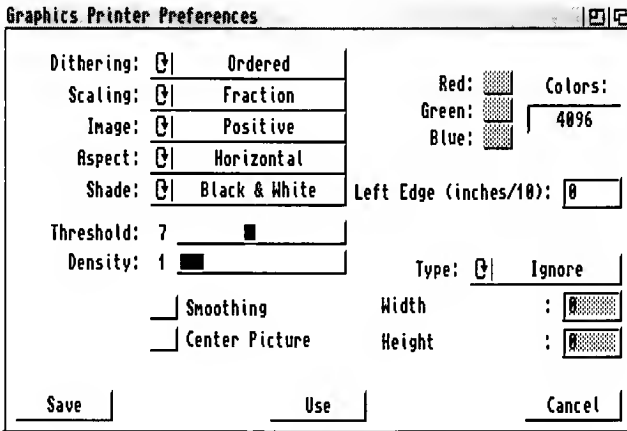 Graphics Printer Preferences
Dithering: Ordered
Scaling: Fraction
Image: Positive
Aspect: Horizontal
Shade: Black & White
Threshold: 7
Density: 1
Smoothing
Center Picture
Red:
Green:
Blue:
Colors:
4096
Left Edge (inches/10): 0
Type: Ignore
Width : 0
Height : 0
Save
Use
Cancel